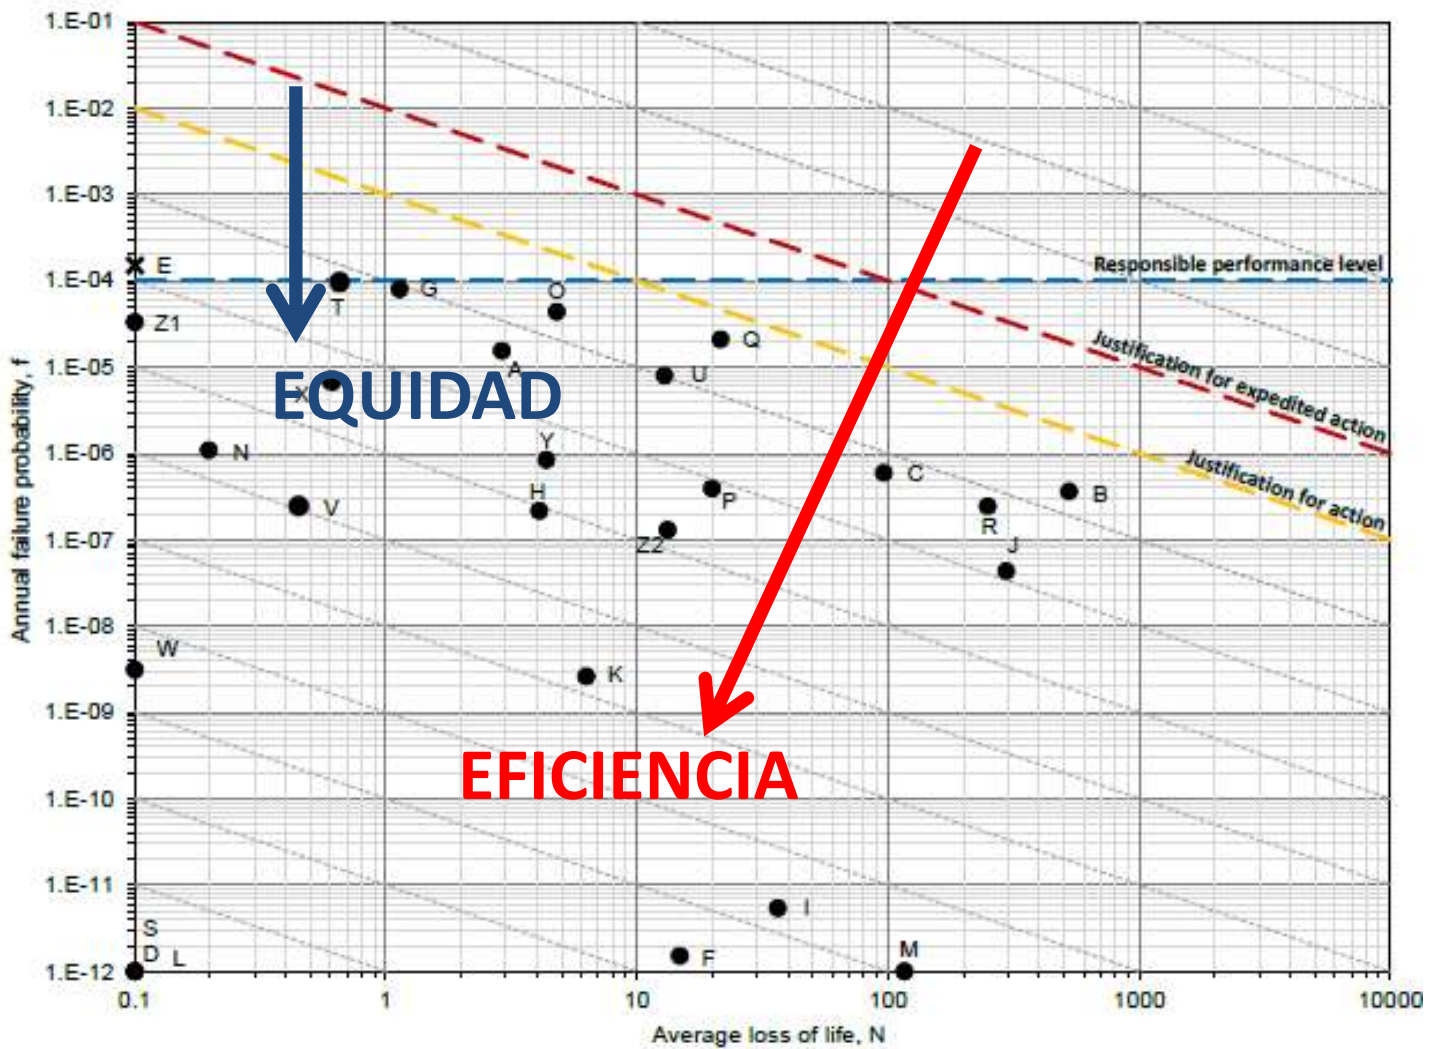 1.E-01
1.E-02
1.E-03
E
Responsible performance level
1.E-04
G
O
T
Z1
Q
Justification for expedited action
A
U
1.E-05
X
EQUIDAD
Y
N
1.E-06
Justification for action
C
H
B
P
V
R
1.E-07
Z2
J
1.E-08
W
K
1.E-09
EFICIENCIA
1.E-10
1.E-11
I
S
M
D
L
F
1.E-12
0.1
1
10
100
1000
10000
Average loss of life, N
Annual failure probability, f